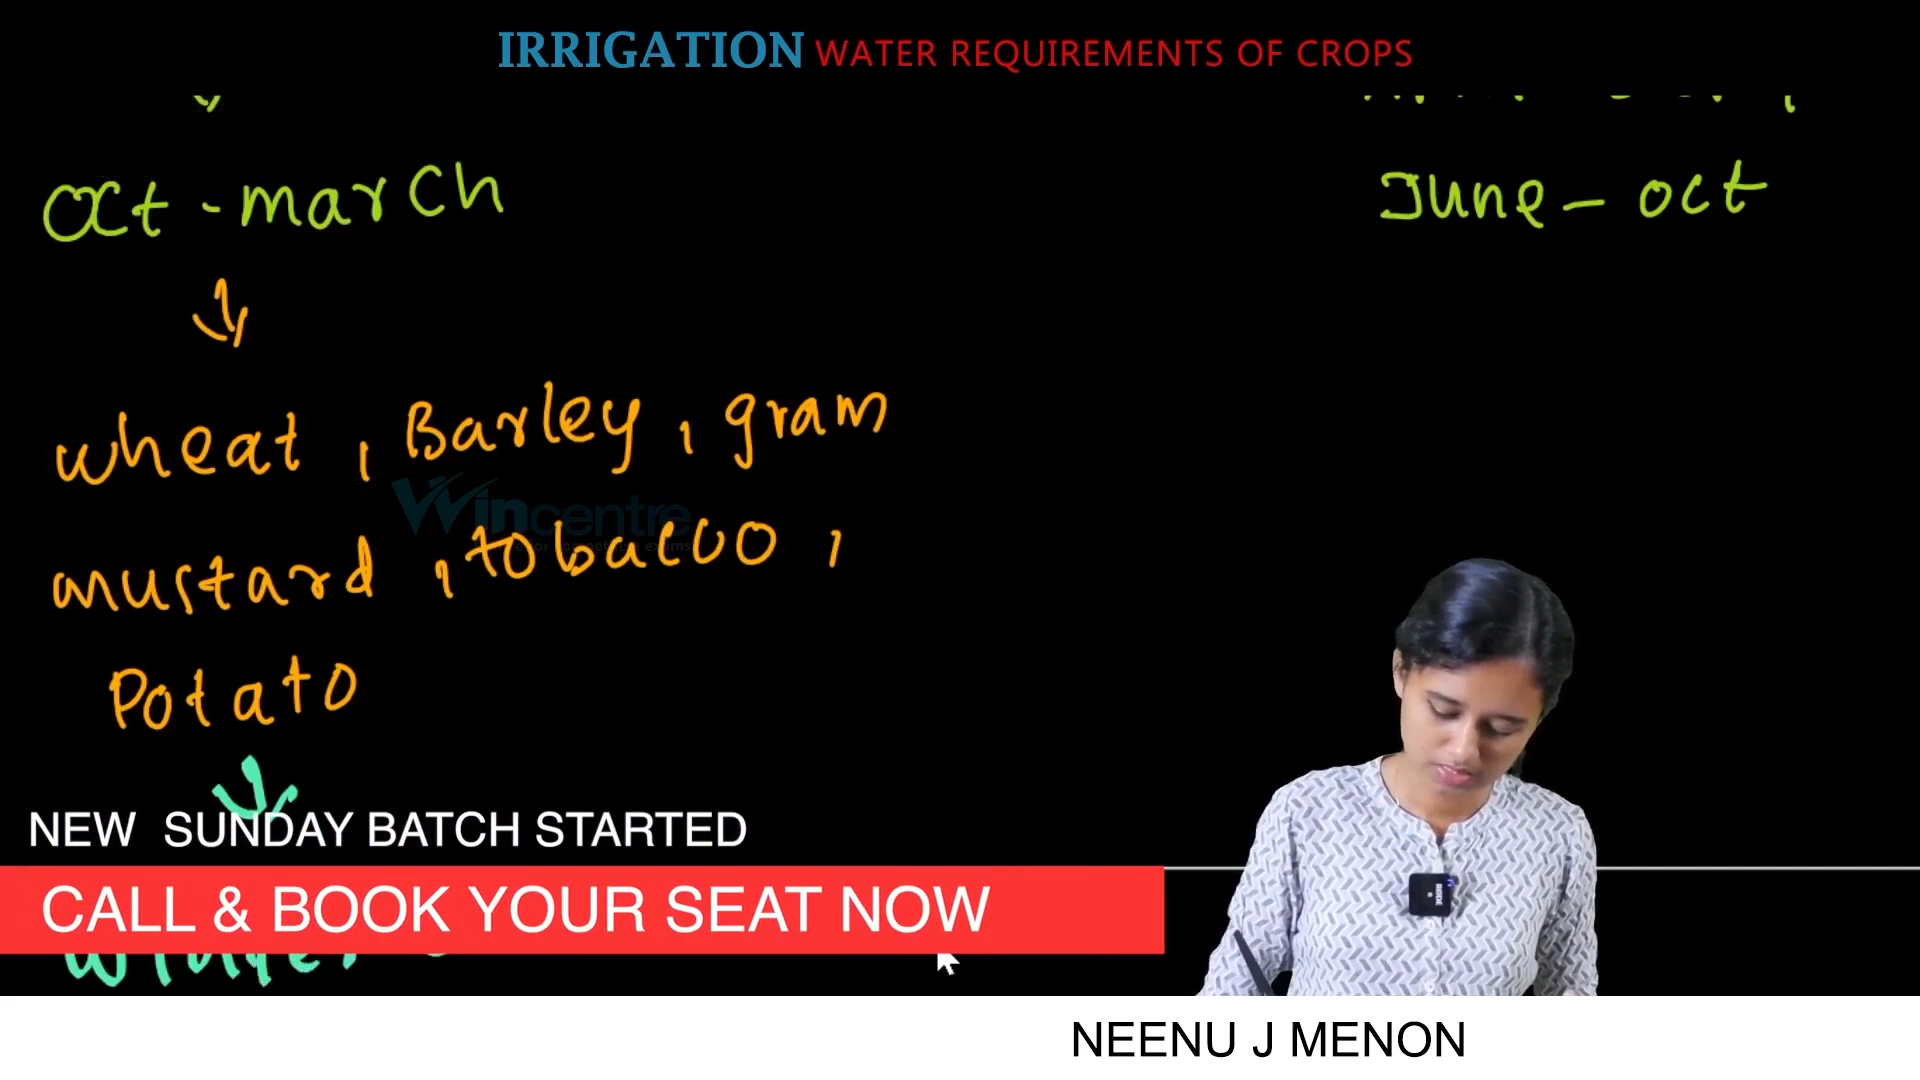 IRRIGATION WATER REQUIREMENTS OF CROPS
Oct - march
June - oct
wheat , Barley , gram
Wincentre
mustard , tobacco ,
Potato
NEW SUNDAY BATCH STARTED
CALL & BOOK YOUR SEAT NOW
NEENU J MENON